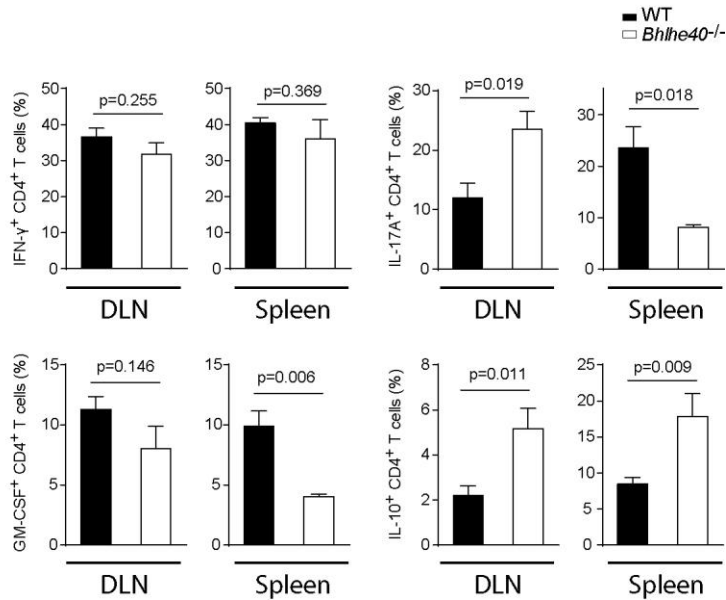 WT
Bhlhe40-/-
IFN-γ+ CD4+ T cells (%)
50
40
30
20
10
0
p=0.255
DLN
50
40
30
20
10
0
p=0.369
Spleen
IL-17A+ CD4+ T cells (%)
30
20
10
0
p=0.019
DLN
30
20
10
0
p=0.018
Spleen
GM-CSF+ CD4+ T cells (%)
15
10
5
0
p=0.146
DLN
15
10
5
0
p=0.006
Spleen
IL-10+ CD4+ T cells (%)
8
6
4
2
0
p=0.011
DLN
25
20
15
10
5
0
p=0.009
Spleen